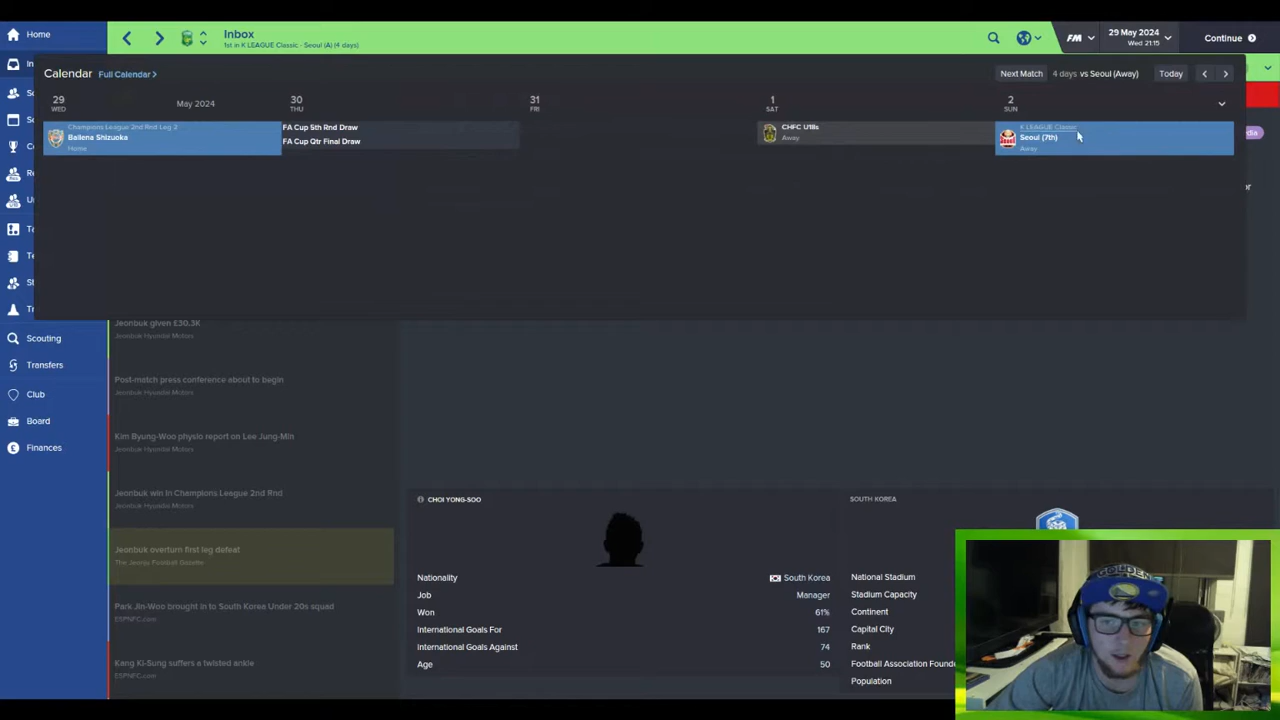 Home
Inbox
1st in K LEAGUE Classic - Seoul (A) (4 days)
FM
29 May 2024
Wed 21:15
Continue
Calendar
Full Calendar
Next Match
4 days vs Seoul (Away)
Today
29
WED
May 2024
30
THU
31
FRI
1
SAT
2
SUN
Champions League 2nd Rnd Leg 2
Ballena Shizuoka
Home
FA Cup 5th Rnd Draw
FA Cup Qtr Final Draw
CHFC U18s
Away
K LEAGUE Classic
Seoul (7th)
Away
Scouting
Transfers
Club
Board
Finances
Jeonbuk given £30.3K
Jeonbuk Hyundai Motors
Post-match press conference about to begin
Jeonbuk Hyundai Motors
Kim Byung-Woo physio report on Lee Jung-Min
Jeonbuk Hyundai Motors
Jeonbuk win in Champions League 2nd Rnd
Jeonbuk Hyundai Motors
Jeonbuk overturn first leg defeat
The Jeonju Football Gazette
Park Jin-Woo brought in to South Korea Under 20s squad
ESPNFC.com
Kang Ki-Sung suffers a twisted ankle
ESPNFC.com
CHOI YONG-SOO
Nationality
South Korea
Job
Manager
Won
61%
International Goals For
167
International Goals Against
74
Age
50
SOUTH KOREA
National Stadium
Stadium Capacity
Continent
Capital City
Rank
Football Association Founde
Population
GOLDEN